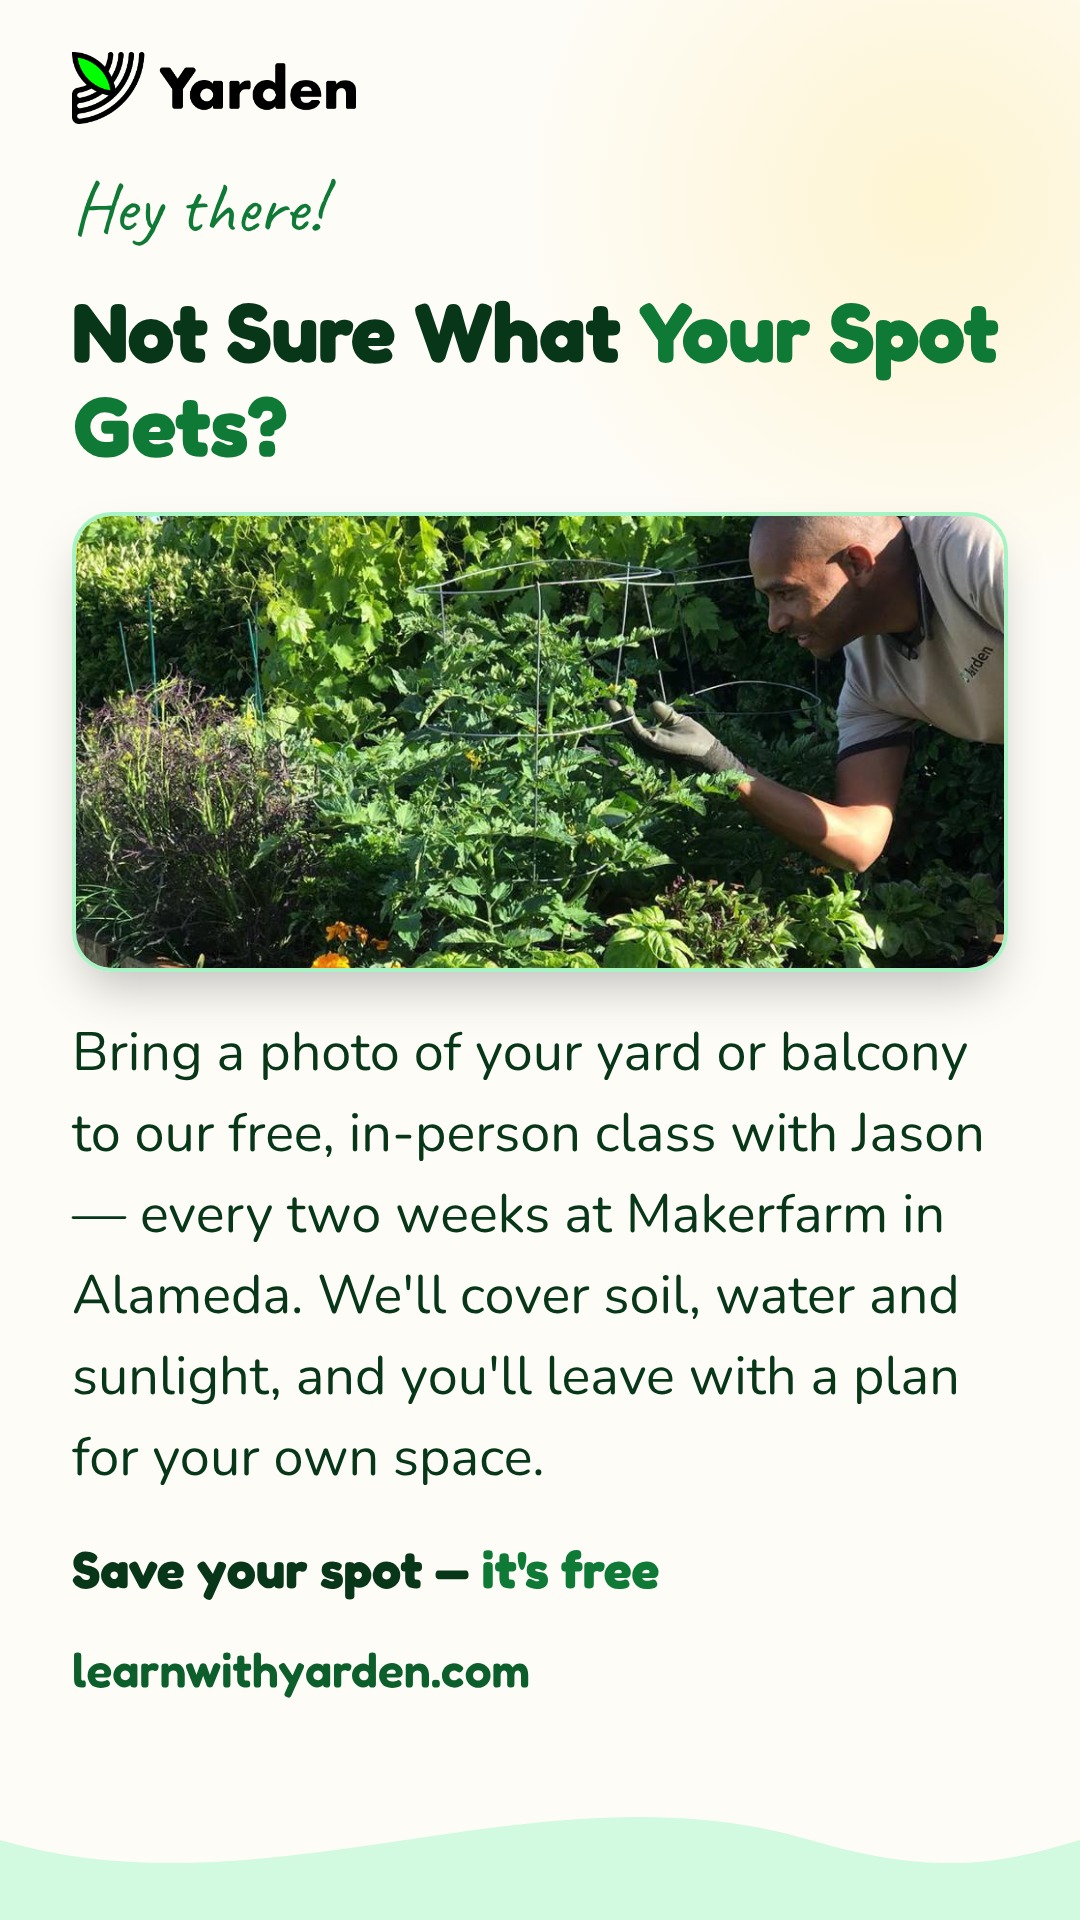 Yarden
Hey there!
Not Sure What Your Spot
Gets?
Yarden
Bring a photo of your yard or balcony
to our free, in-person class with Jason
— every two weeks at Makerfarm in
Alameda. We'll cover soil, water and
sunlight, and you'll leave with a plan
for your own space.
Save your spot — it's free
learnwithyarden.com